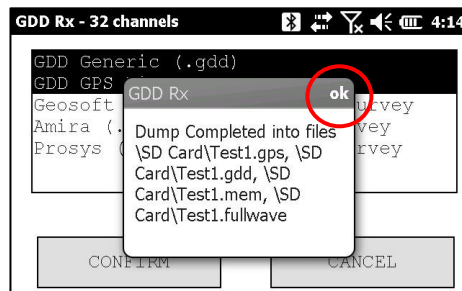 GDD Rx - 32 channels 4:14
GDD Generic (.gdd)
GDD GPS
Geosoft urvey
Amira (. vey
Prosys ( rvey
GDD Rx ok
Dump Completed into files
\SD Card\Test1.gps, \SD
Card\Test1.gdd, \SD
Card\Test1.mem, \SD
Card\Test1.fullwave
CONFIRM CANCEL